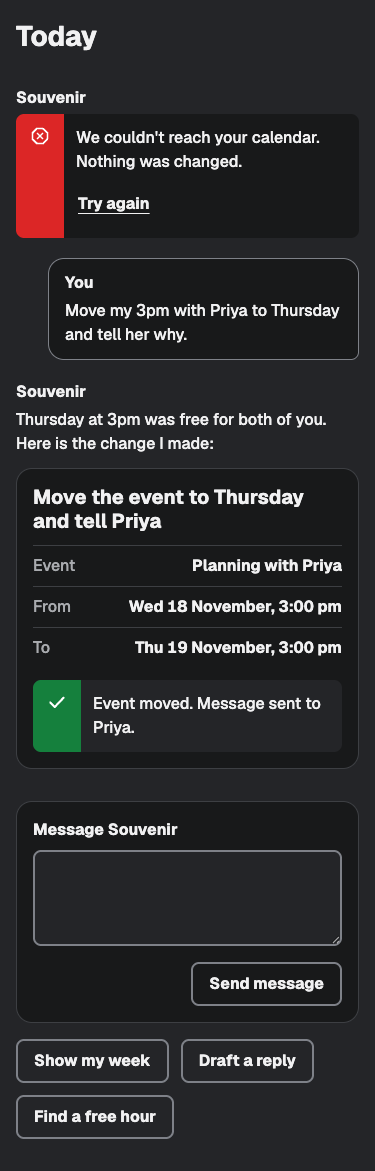 Today
Souvenir
We couldn't reach your calendar.
Nothing was changed.
Try again
You
Move my 3pm with Priya to Thursday
and tell her why.
Souvenir
Thursday at 3pm was free for both of you.
Here is the change I made:
Move the event to Thursday
and tell Priya
Event Planning with Priya
From Wed 18 November, 3:00 pm
To Thu 19 November, 3:00 pm
Event moved. Message sent to
Priya.
Message Souvenir
Send message
Show my week
Draft a reply
Find a free hour